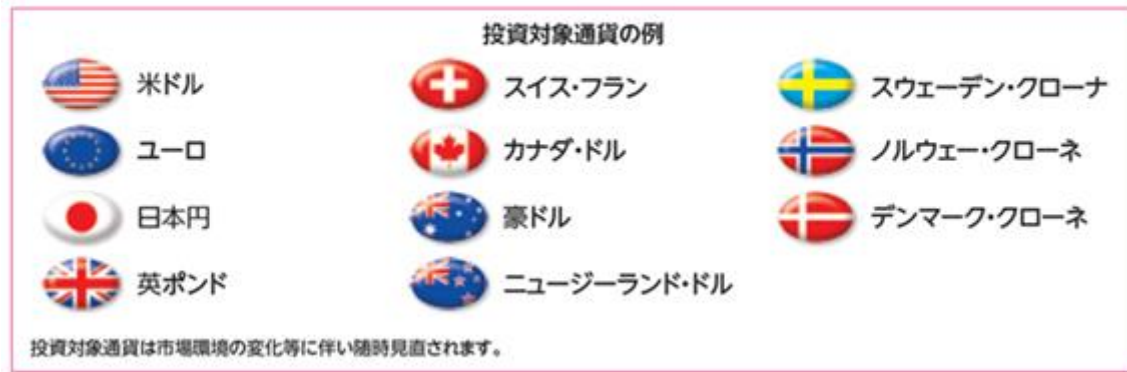 投資対象通貨の例
米ドル
ユーロ
日本円
英ポンド
スイス・フラン
カナダ・ドル
豪ドル
ニュージーランド・ドル
スウェーデン・クローナ
ノルウェー・クローネ
デンマーク・クローネ
投資対象通貨は市場環境の変化等に伴い随時見直されます。